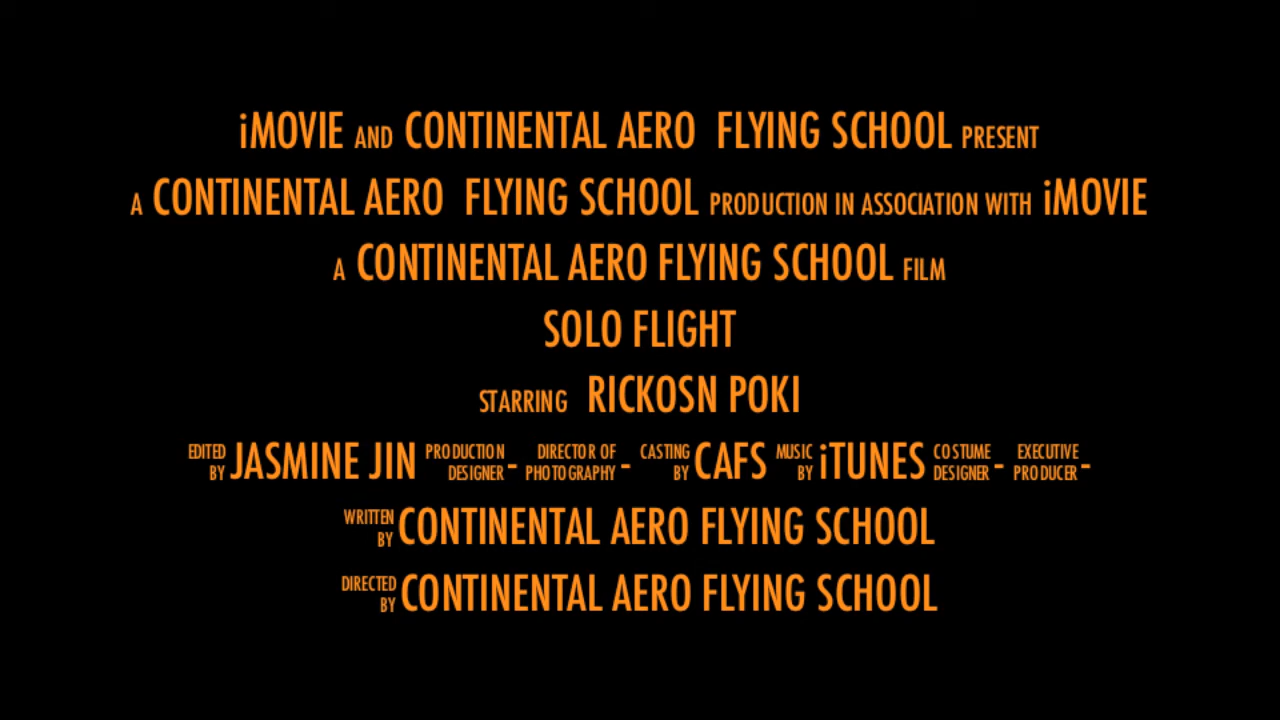 iMOVIE AND CONTINENTAL AERO FLYING SCHOOL PRESENT
A CONTINENTAL AERO FLYING SCHOOL PRODUCTION IN ASSOCIATION WITH iMOVIE
A CONTINENTAL AERO FLYING SCHOOL FILM
SOLO FLIGHT
STARRING RICKOSN POKI
EDITED BY JASMINE JIN PRODUCTION DESIGNER - DIRECTOR OF PHOTOGRAPHY - CASTING BY CAFS MUSIC BY iTUNES COSTUME DESIGNER - EXECUTIVE PRODUCER -
WRITTEN BY CONTINENTAL AERO FLYING SCHOOL
DIRECTED BY CONTINENTAL AERO FLYING SCHOOL